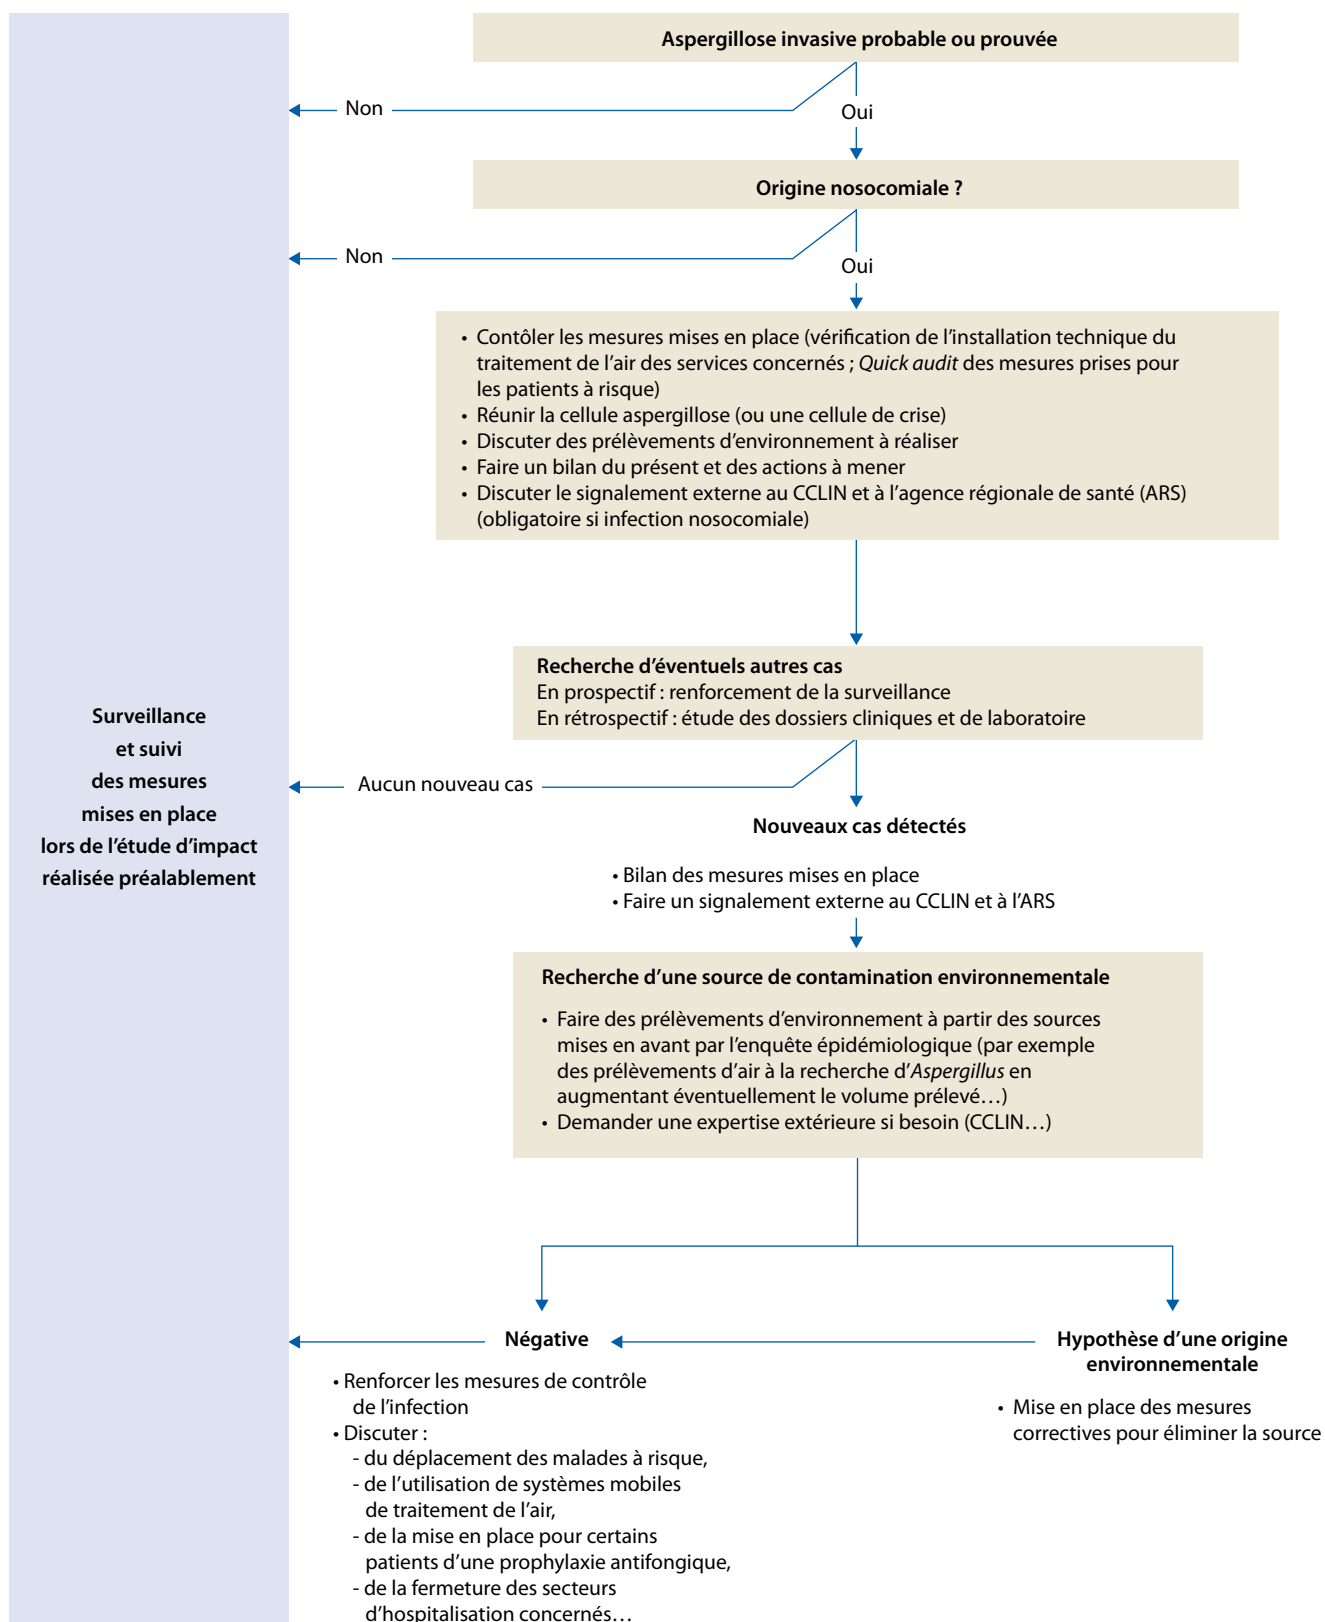 Aspergillose invasive probable ou prouvée
Non
Oui
Origine nosocomiale ?
Non
Oui
• Contôler les mesures mises en place (vérification de l’installation technique du
traitement de l’air des services concernés ; Quick audit des mesures prises pour
les patients à risque)
• Réunir la cellule aspergillose (ou une cellule de crise)
• Discuter des prélèvements d’environnement à réaliser
• Faire un bilan du présent et des actions à mener
• Discuter le signalement externe au CCLIN et à l’agence régionale de santé (ARS)
(obligatoire si infection nosocomiale)
Recherche d’éventuels autres cas
En prospectif : renforcement de la surveillance
En rétrospectif : étude des dossiers cliniques et de laboratoire
Surveillance
et suivi
des mesures
mises en place
lors de l’étude d’impact
réalisée préalablement
Aucun nouveau cas
Nouveaux cas détectés
• Bilan des mesures mises en place
• Faire un signalement externe au CCLIN et à l’ARS
Recherche d’une source de contamination environnementale
• Faire des prélèvements d’environnement à partir des sources
mises en avant par l’enquête épidémiologique (par exemple
des prélèvements d’air à la recherche d’Aspergillus en
augmentant éventuellement le volume prélevé…)
• Demander une expertise extérieure si besoin (CCLIN…)
Négative
• Renforcer les mesures de contrôle
de l’infection
• Discuter :
- du déplacement des malades à risque,
- de l’utilisation de systèmes mobiles
de traitement de l’air,
- de la mise en place pour certains
patients d’une prophylaxie antifongique,
- de la fermeture des secteurs
d’hospitalisation concernés…
Hypothèse d’une origine
environnementale
• Mise en place des mesures
correctives pour éliminer la source